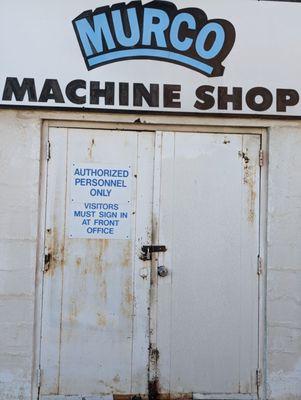 MURCO
MACHINE SHOP
AUTHORIZED
PERSONNEL
ONLY
VISITORS
MUST SIGN IN
AT FRONT
OFFICE